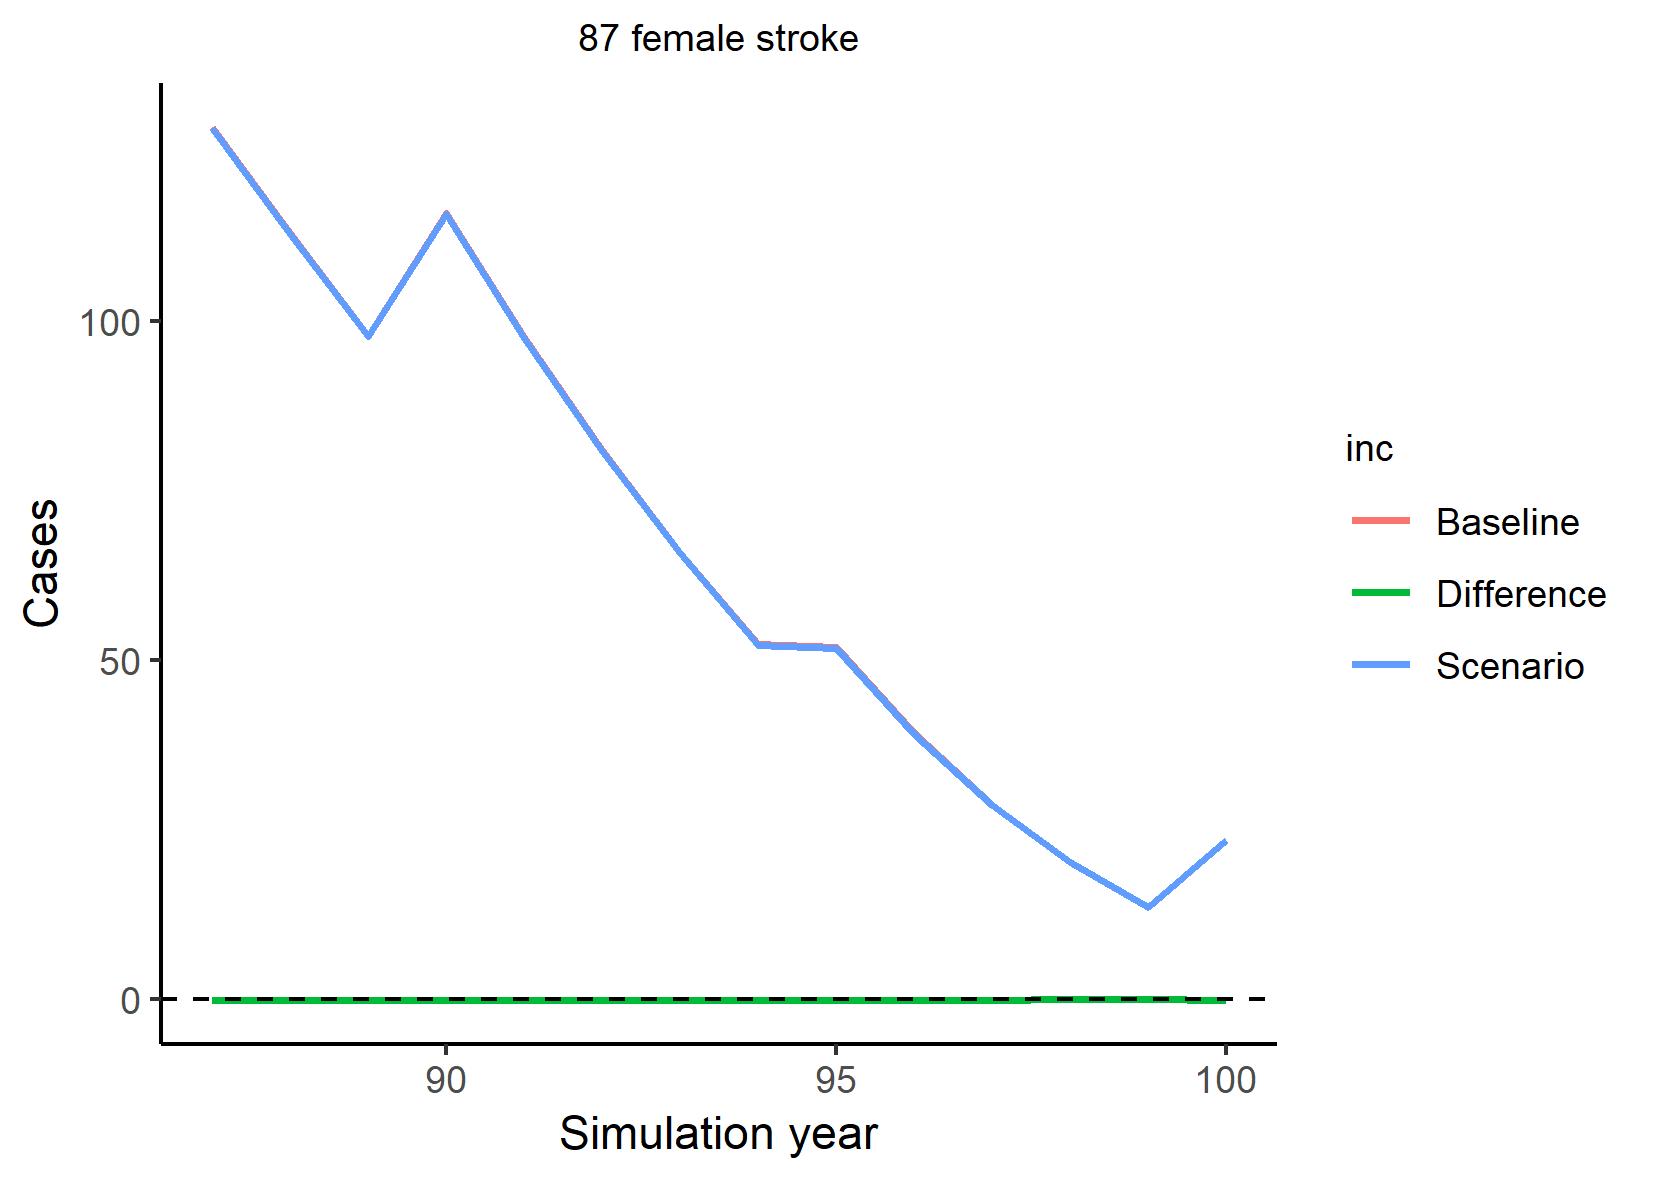 87 female stroke
Cases
100
50
0
90
95
100
Simulation year
inc
Baseline
Difference
Scenario